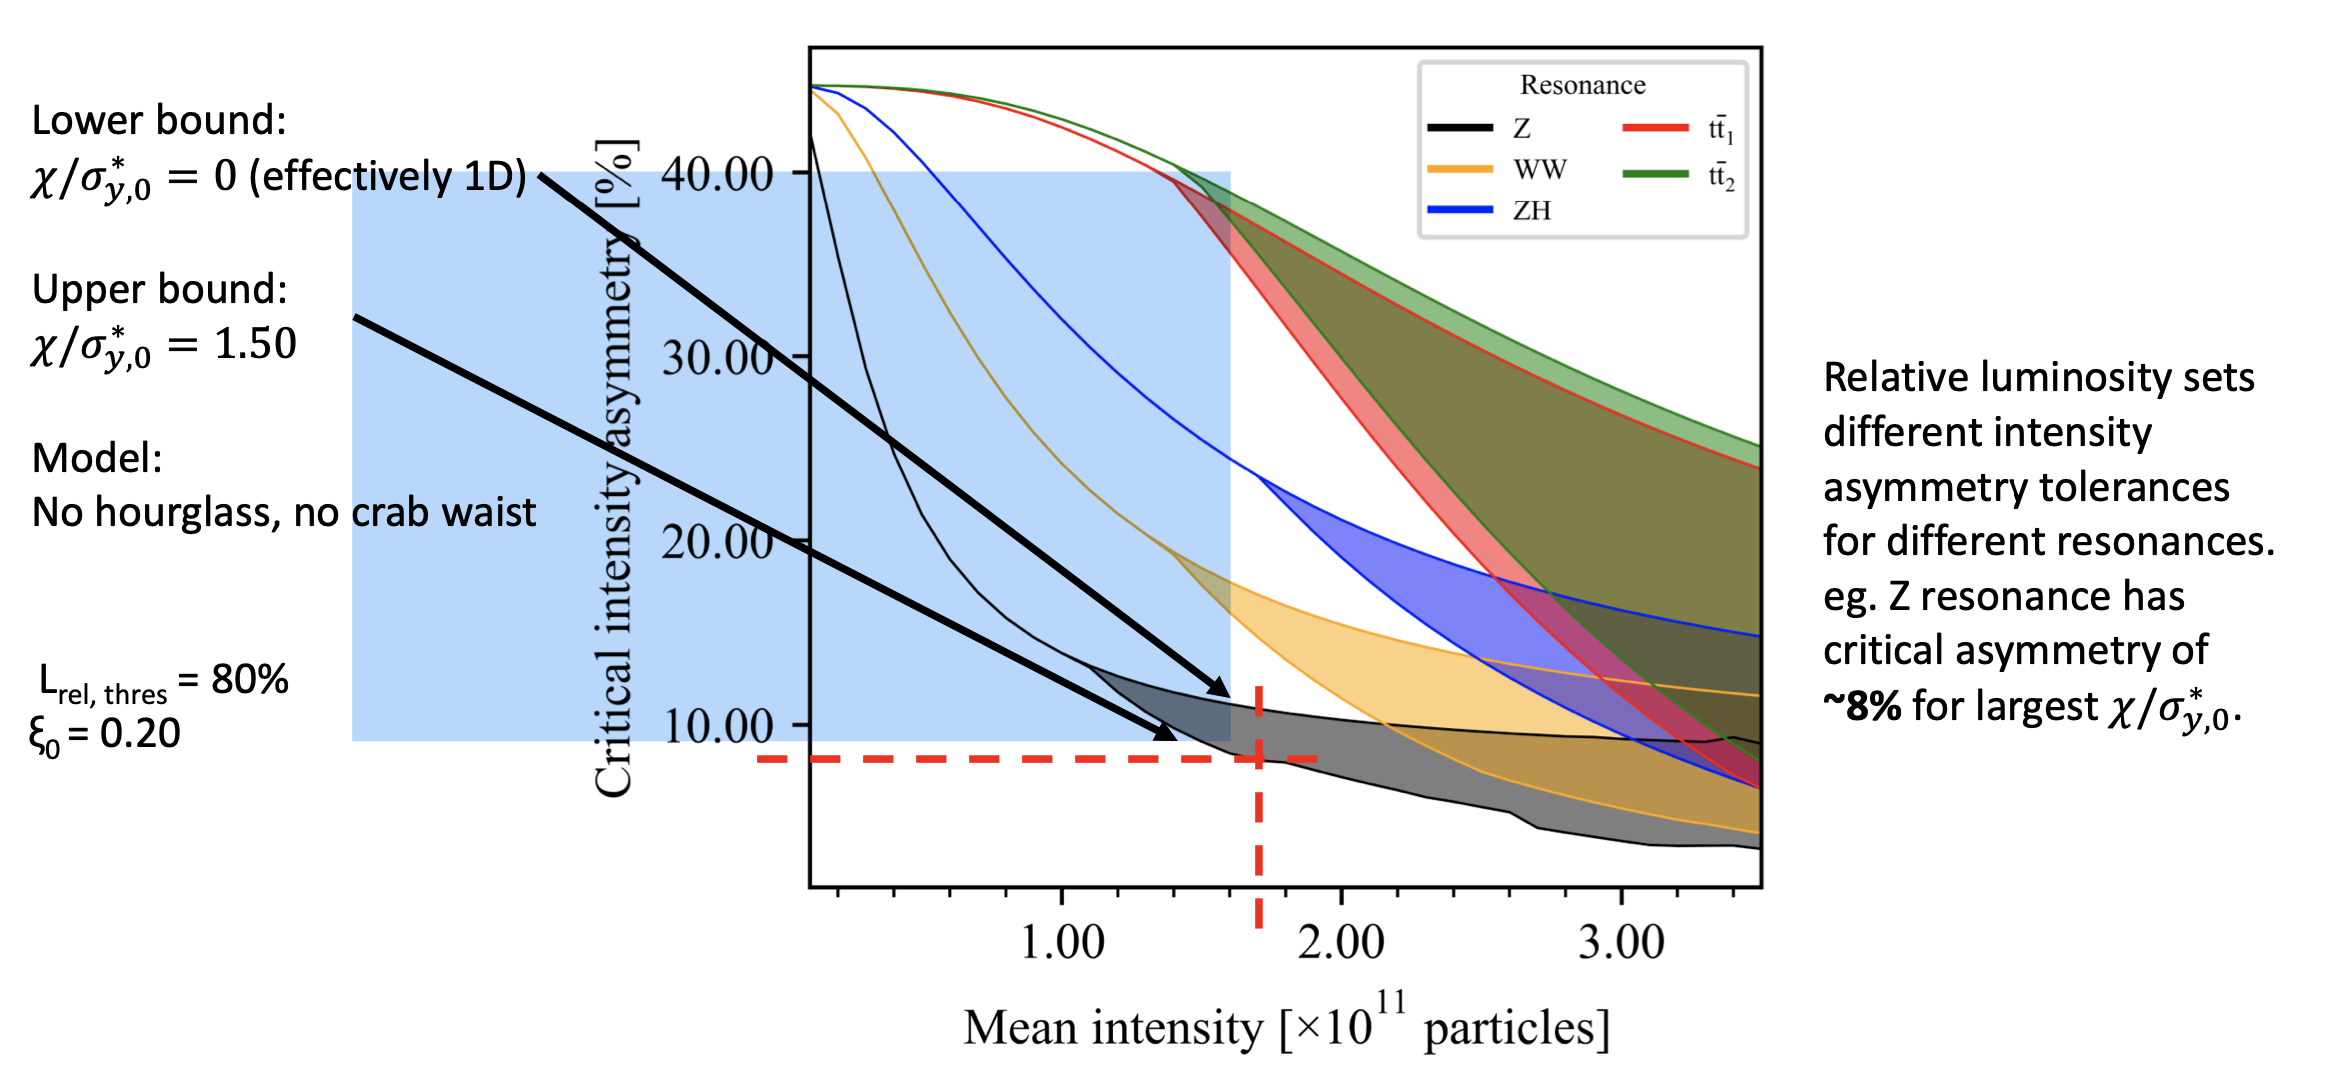 Lower bound:
χ/σ*y,0 = 0 (effectively 1D)
Upper bound:
χ/σ*y,0 = 1.50
Model:
No hourglass, no crab waist
Lrel, thres = 80%
ξ0 = 0.20
Critical intensity asymmetry [%]
40.00
30.00
20.00
10.00
Resonance
Z
WW
ZH
tt̄1
tt̄2
1.00
2.00
3.00
Mean intensity [×10^11 particles]
Relative luminosity sets
different intensity
asymmetry tolerances
for different resonances.
eg. Z resonance has
critical asymmetry of
~8% for largest χ/σ*y,0.